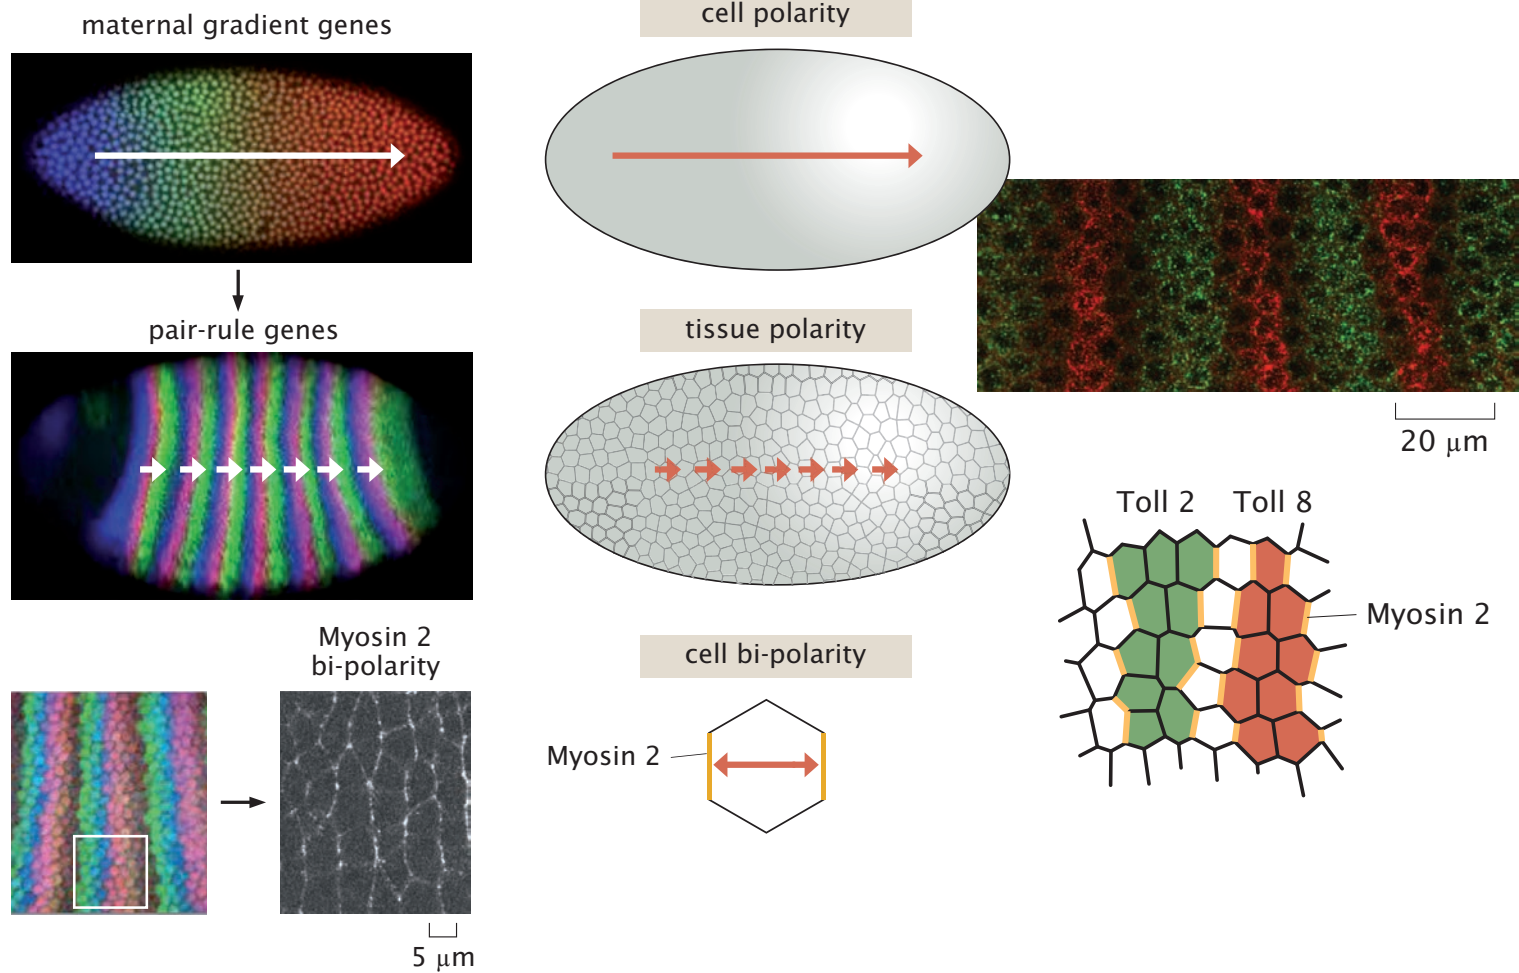 maternal gradient genes
pair-rule genes
Myosin 2
bi-polarity
5 μm
cell polarity
tissue polarity
cell bi-polarity
Myosin 2
20 μm
Toll 2 Toll 8
Myosin 2